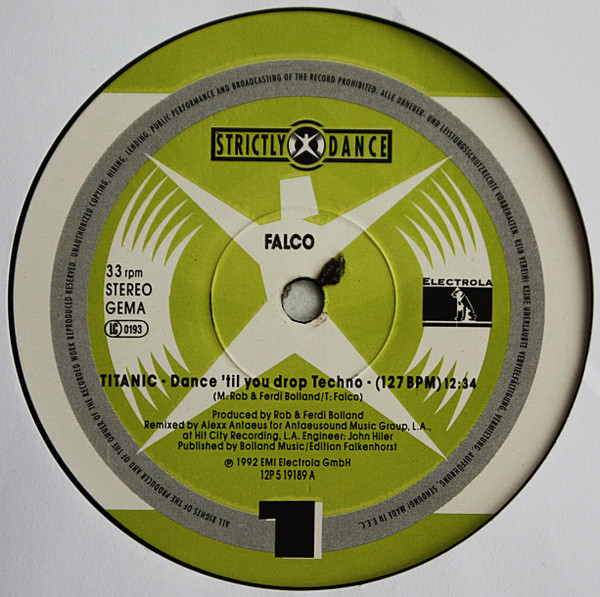 STRICTLY DANCE
FALCO
33 rpm
STEREO
GEMA
LC 0193
ELECTROLA
TITANIC - Dance 'til you drop Techno - (127 BPM) 12:34
(M: Rob & Ferdi Bolland/T: Falco)
Produced by Rob & Ferdi Bolland
Remixed by Alexx Antaeus for Antaeusound Music Group, L.A.,
at Hit City Recording, L.A. Engineer: John Hiler
Published by Bolland Music/Edition Falkenhorst
℗ 1992 EMI Electrola GmbH
12P 5 19189 A
1
ALL RIGHTS OF THE PRODUCER AND OF THE OWNER OF THE RECORDED WORK REPRODUCED RESERVED. UNAUTHORIZED COPYING, HIRING, LENDING, PUBLIC PERFORMANCE AND BROADCASTING OF THE RECORD PROHIBITED. ALLE URHEBER- UND LEISTUNGSSCHUTZRECHTE VORBEHALTEN. KEIN VERLEIH! KEINE UNERLAUBTE VERVIELFÄLTIGUNG, VERMIETUNG, AUFFÜHRUNG, SENDUNG! MADE IN E.E.C.